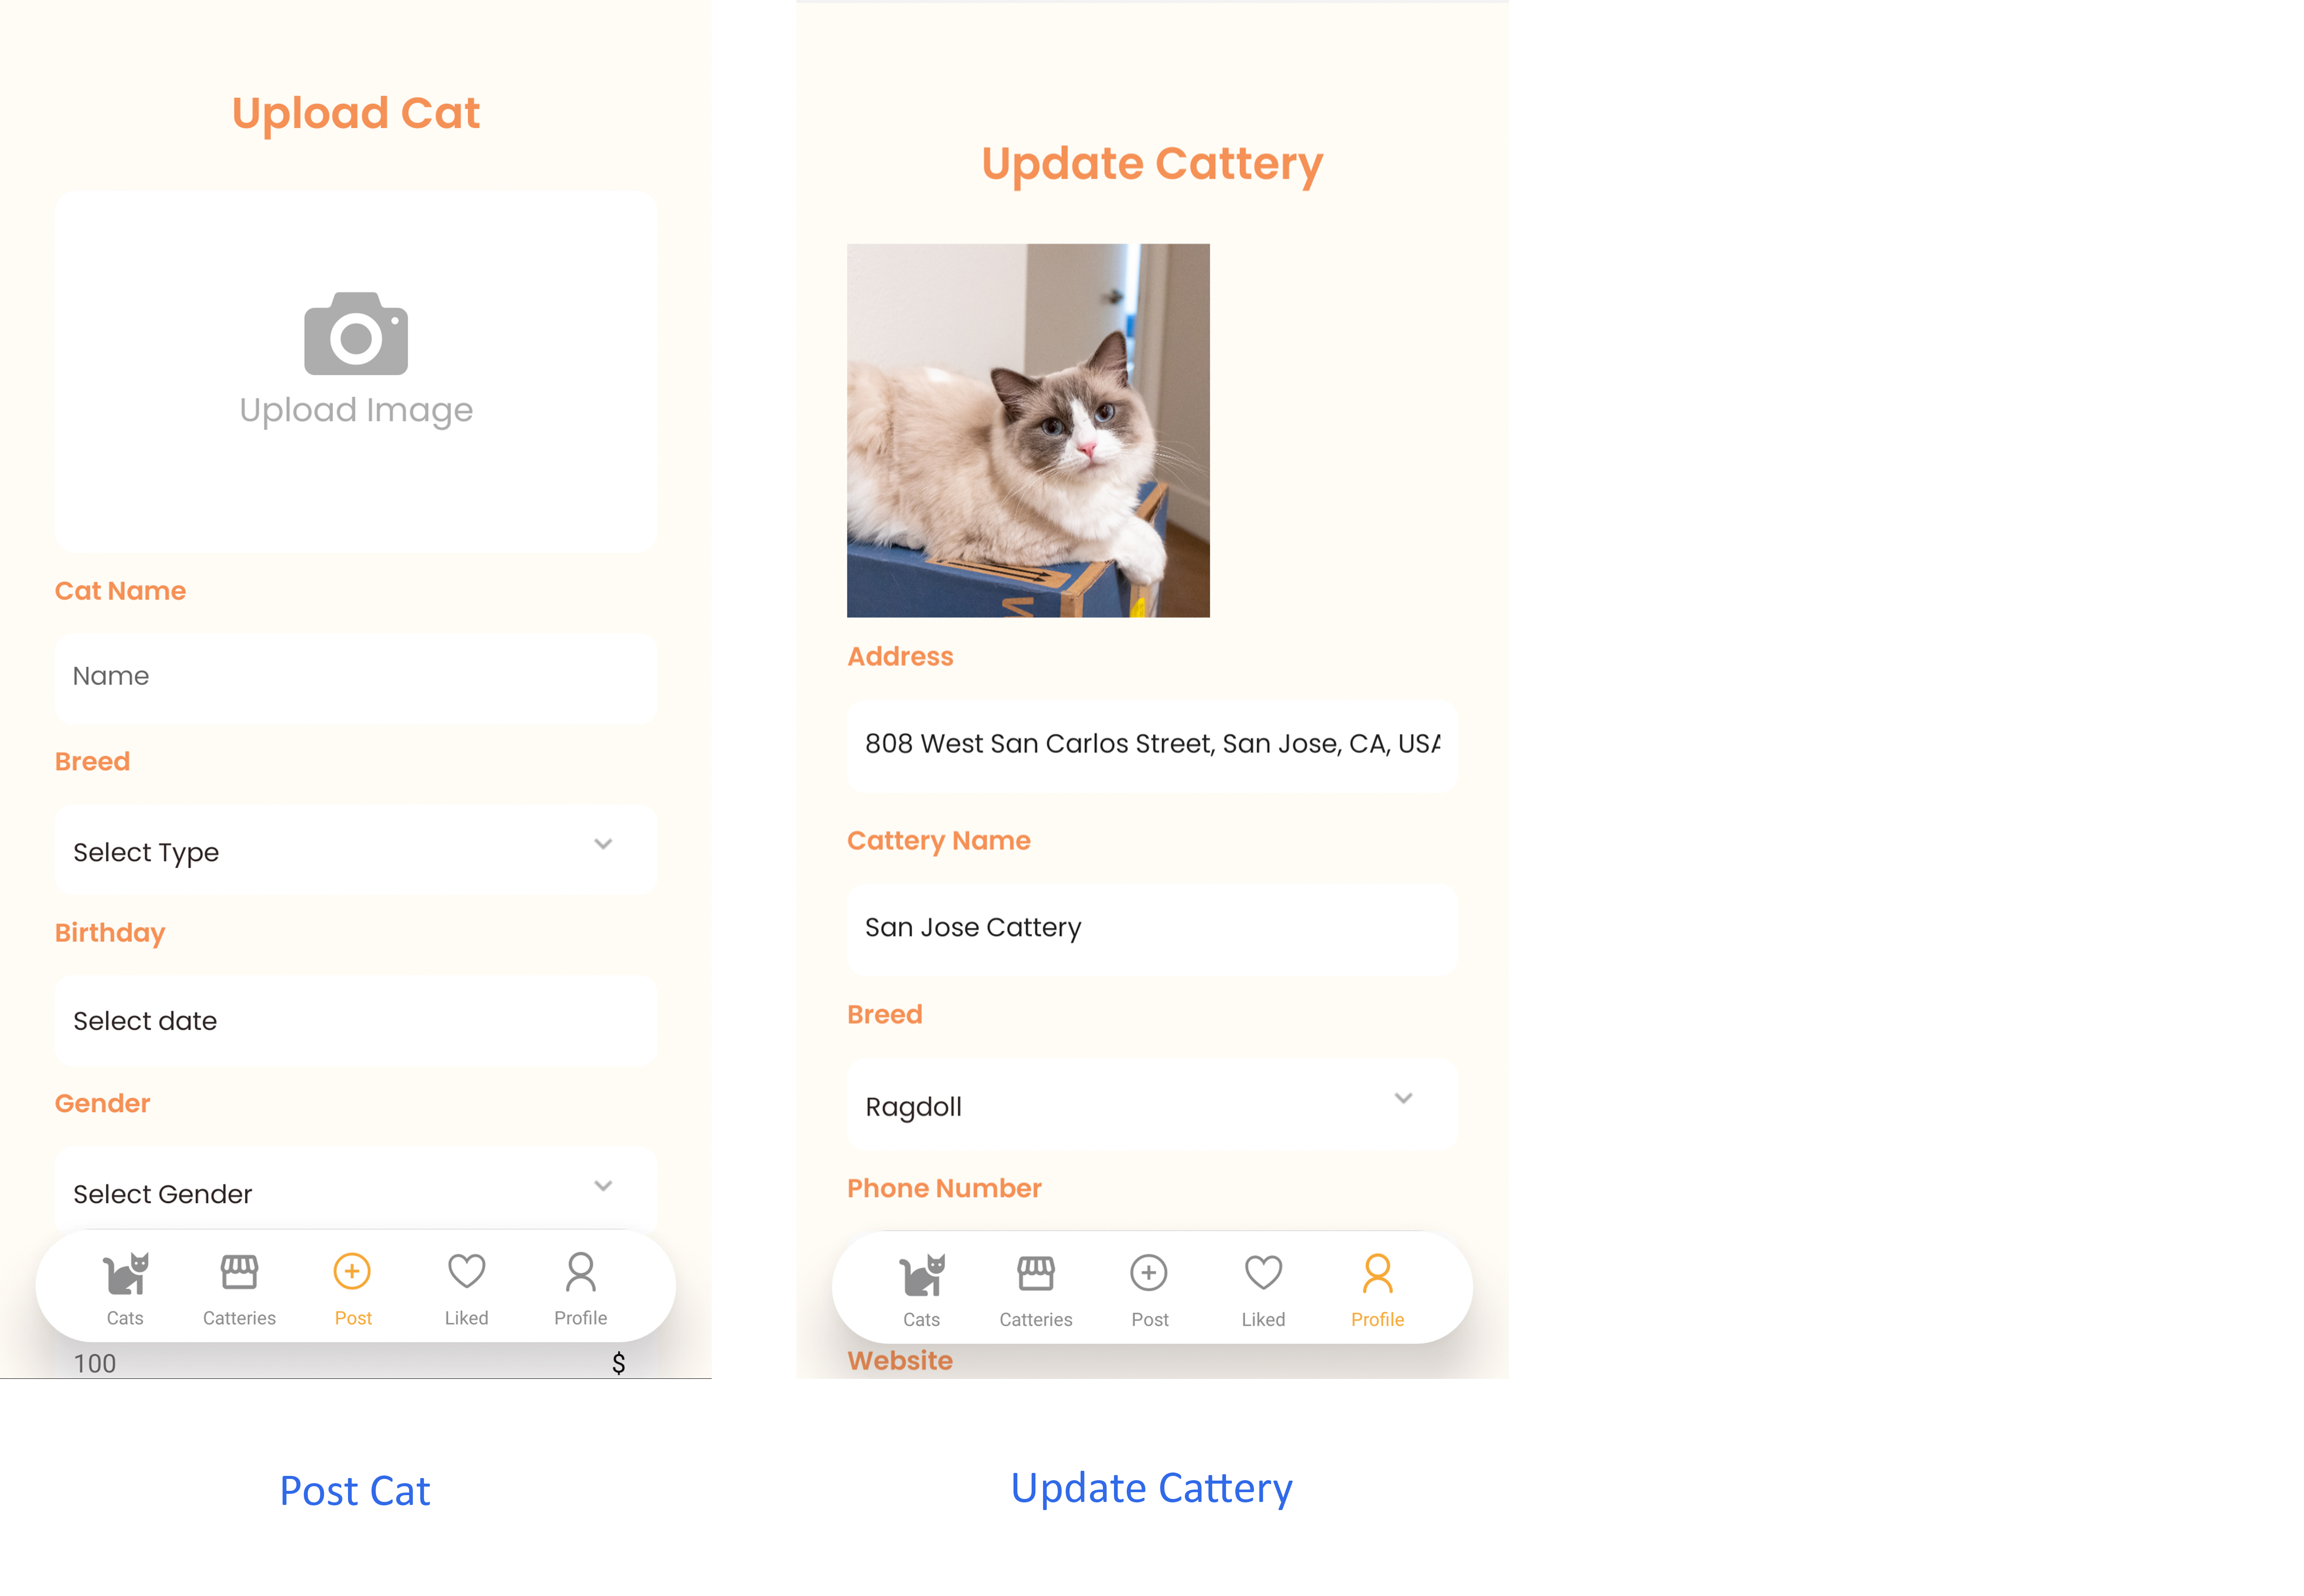 Upload Cat
Upload Image
Cat Name
Name
Breed
Select Type
Birthday
Select date
Gender
Select Gender
Cats
Catteries
Post
Liked
Profile
100
$
Post Cat
Update Cattery
Address
808 West San Carlos Street, San Jose, CA, USA
Cattery Name
San Jose Cattery
Breed
Ragdoll
Phone Number
Cats
Catteries
Post
Liked
Profile
Website
Update Cattery